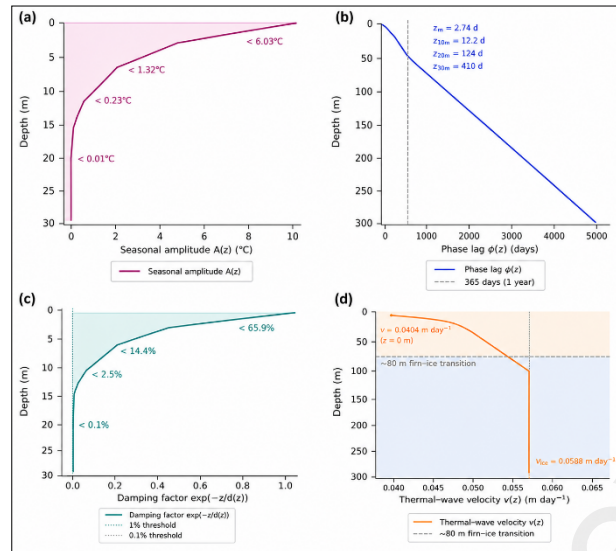 (a)
0
5
10
15
20
25
30
Depth (m)
< 6.03°C
< 1.32°C
< 0.23°C
< 0.01°C
0 2 4 6 8 10
Seasonal amplitude A(z) (°C)
Seasonal amplitude A(z)
(b)
0
50
100
150
200
250
300
Depth (m)
z_m = 2.74 d
z_10m = 12.2 d
z_20m = 124 d
z_30m = 410 d
0 1000 2000 3000 4000 5000
Phase lag ϕ(z) (days)
Phase lag ϕ(z)
365 days (1 year)
(c)
0
5
10
15
20
25
30
Depth (m)
< 65.9%
< 14.4%
< 2.5%
< 0.1%
0.0 0.2 0.4 0.6 0.8 1.0
Damping factor exp(−z/d(z))
Damping factor exp(−z/d(z))
1% threshold
0.1% threshold
(d)
0
50
100
150
200
250
300
Depth (m)
v = 0.0404 m day⁻¹
(z = 0 m)
~80 m firn–ice transition
v_ice = 0.0588 m day⁻¹
0.040 0.045 0.050 0.055 0.060 0.065
Thermal–wave velocity v(z) (m day⁻¹)
Thermal–wave velocity v(z)
~80 m firn–ice transition